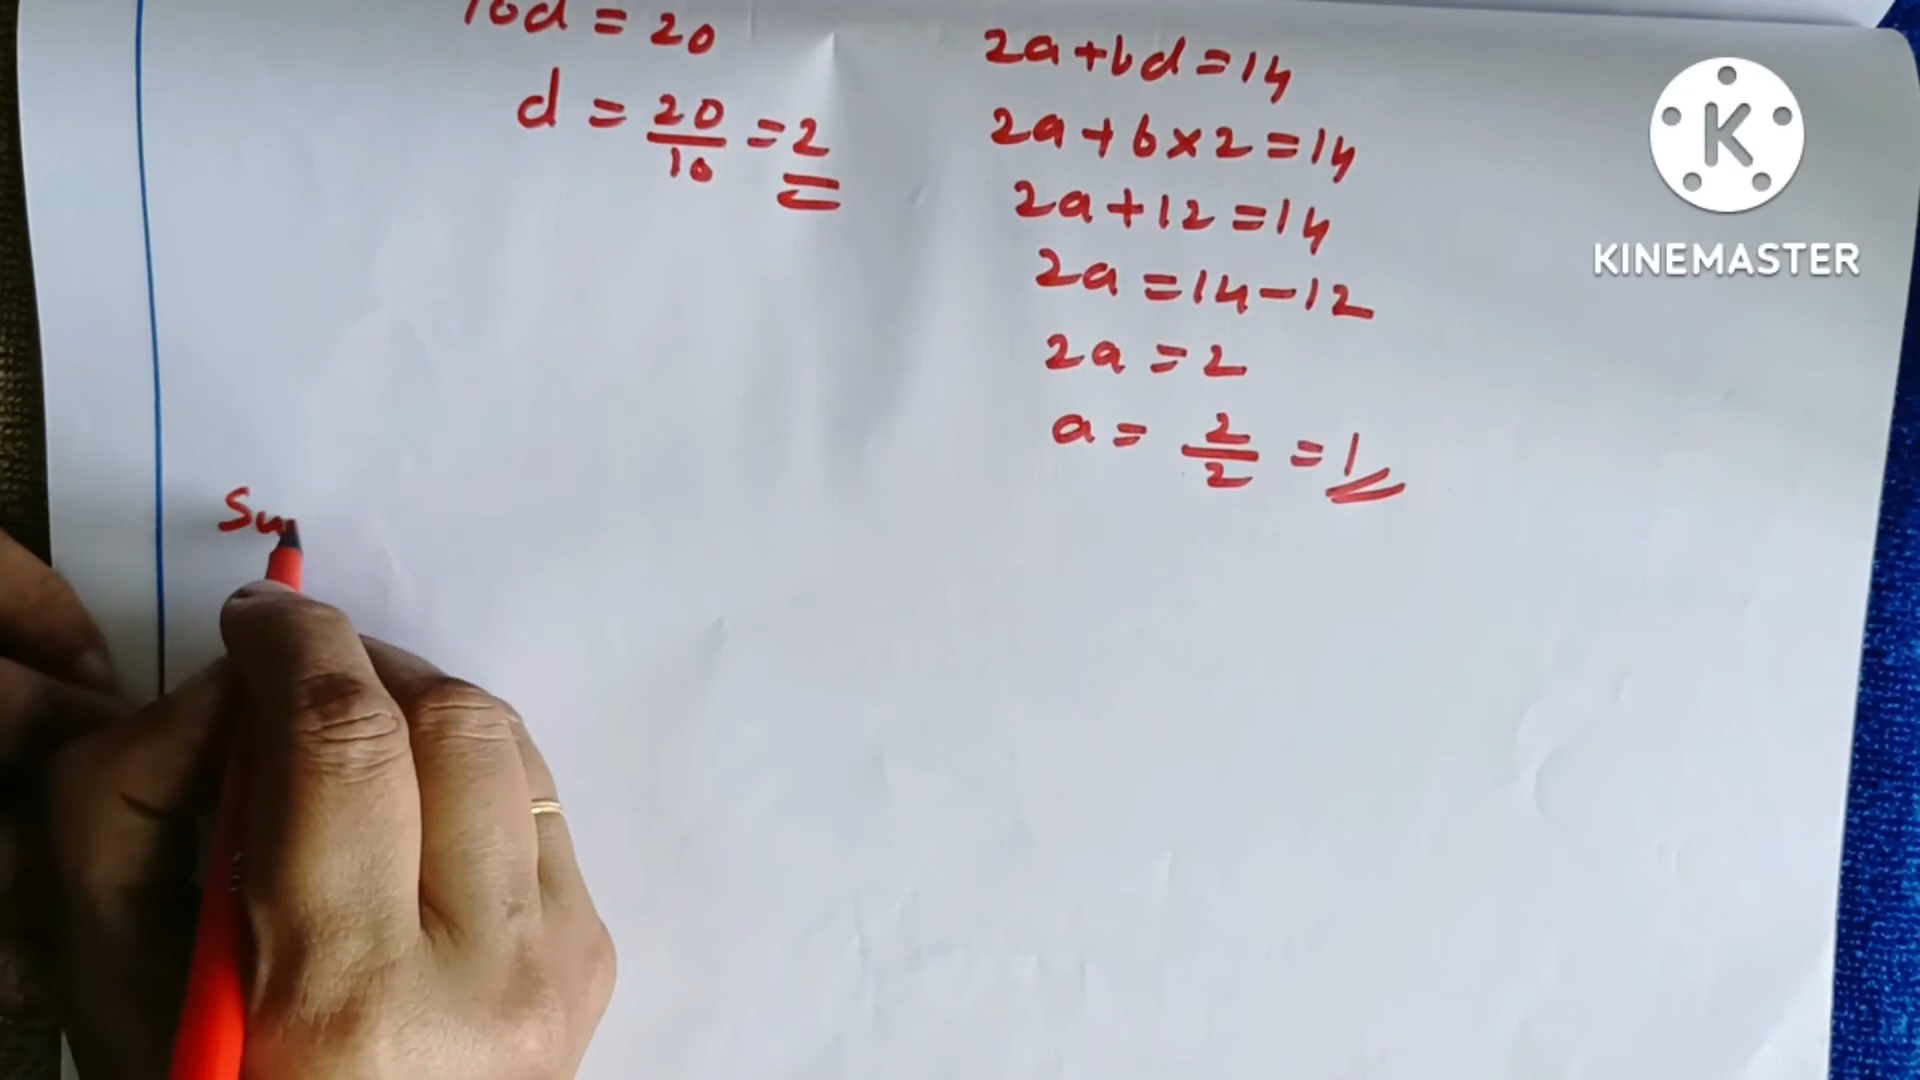 10d = 20
d = 20/10 = 2
2a+6d=14
2a+6×2=14
2a+12=14
2a=14-12
2a=2
a= 2/2 =1
Su
K
KINEMASTER